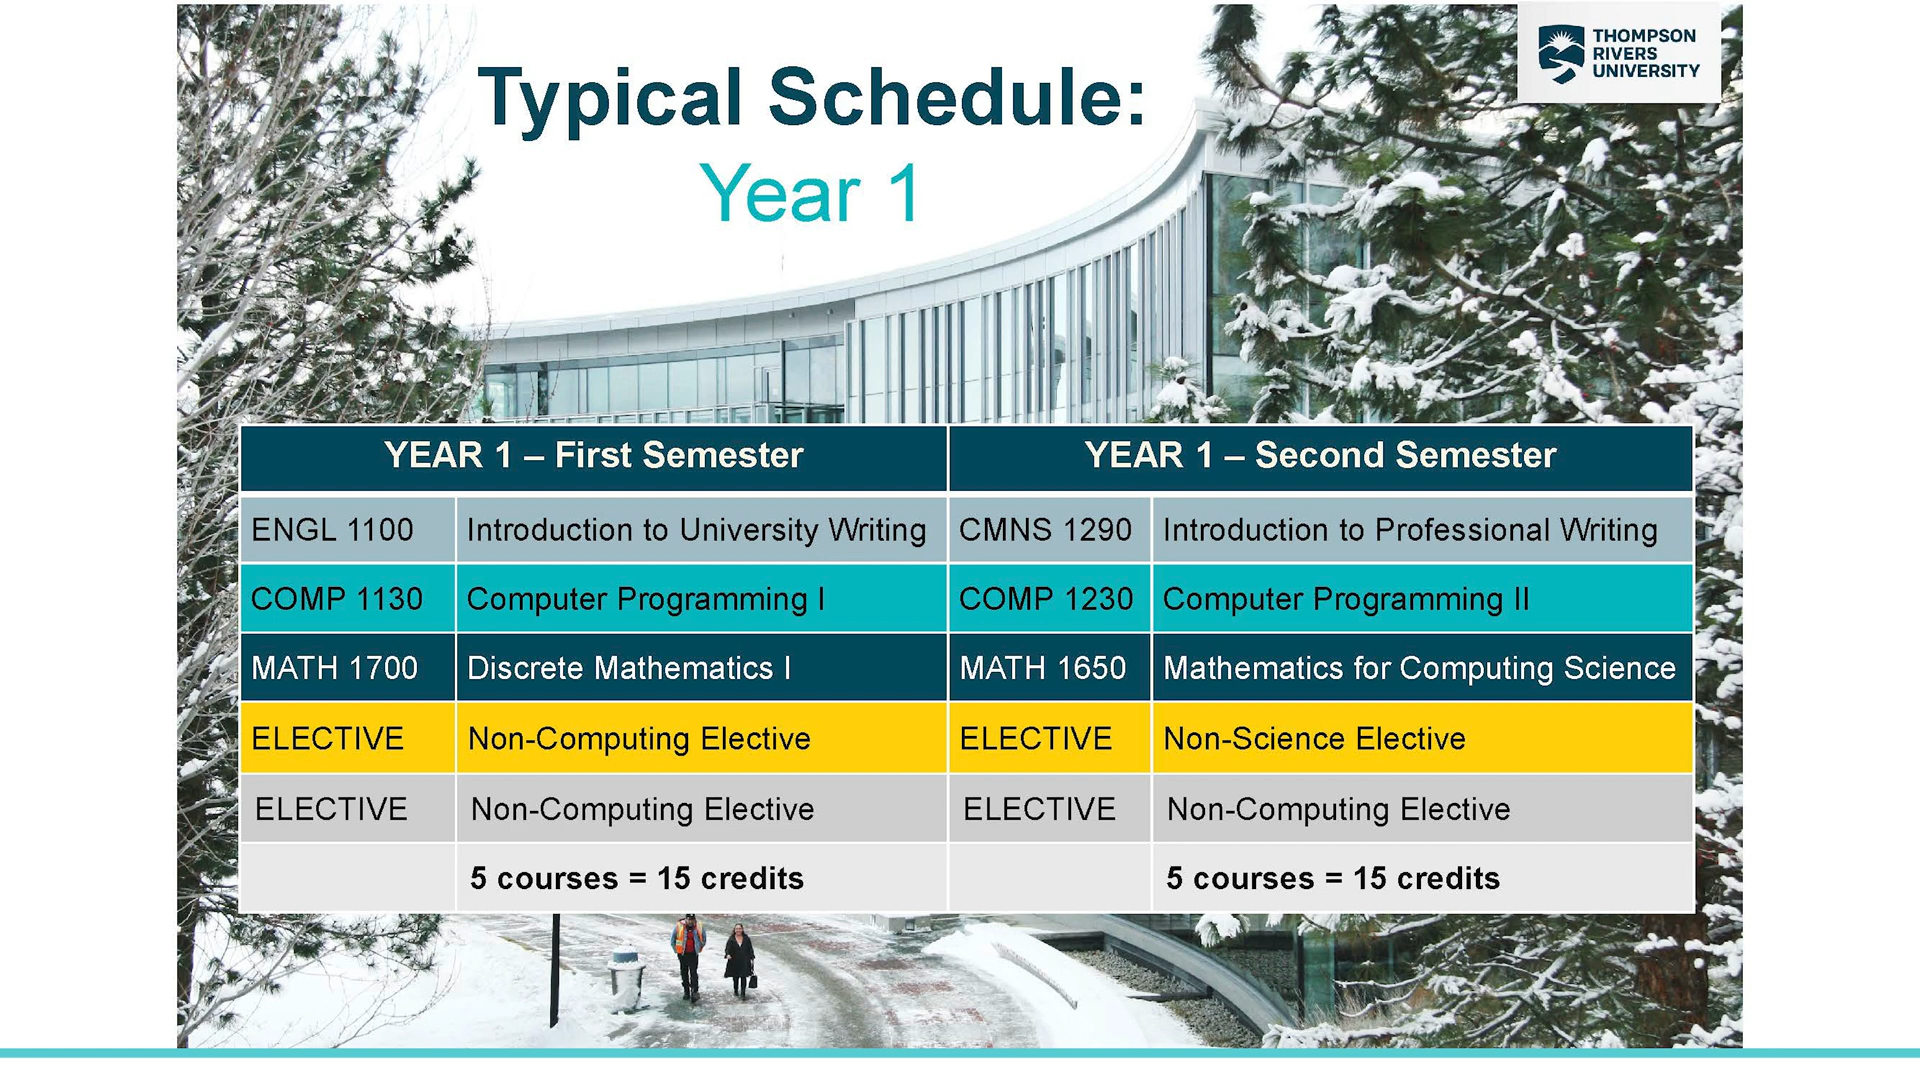 Typical Schedule:
Year 1
THOMPSON
RIVERS
UNIVERSITY
YEAR 1 – First Semester YEAR 1 – Second Semester
ENGL 1100 Introduction to University Writing CMNS 1290 Introduction to Professional Writing
COMP 1130 Computer Programming I COMP 1230 Computer Programming II
MATH 1700 Discrete Mathematics I MATH 1650 Mathematics for Computing Science
ELECTIVE Non-Computing Elective ELECTIVE Non-Science Elective
ELECTIVE Non-Computing Elective ELECTIVE Non-Computing Elective
5 courses = 15 credits 5 courses = 15 credits